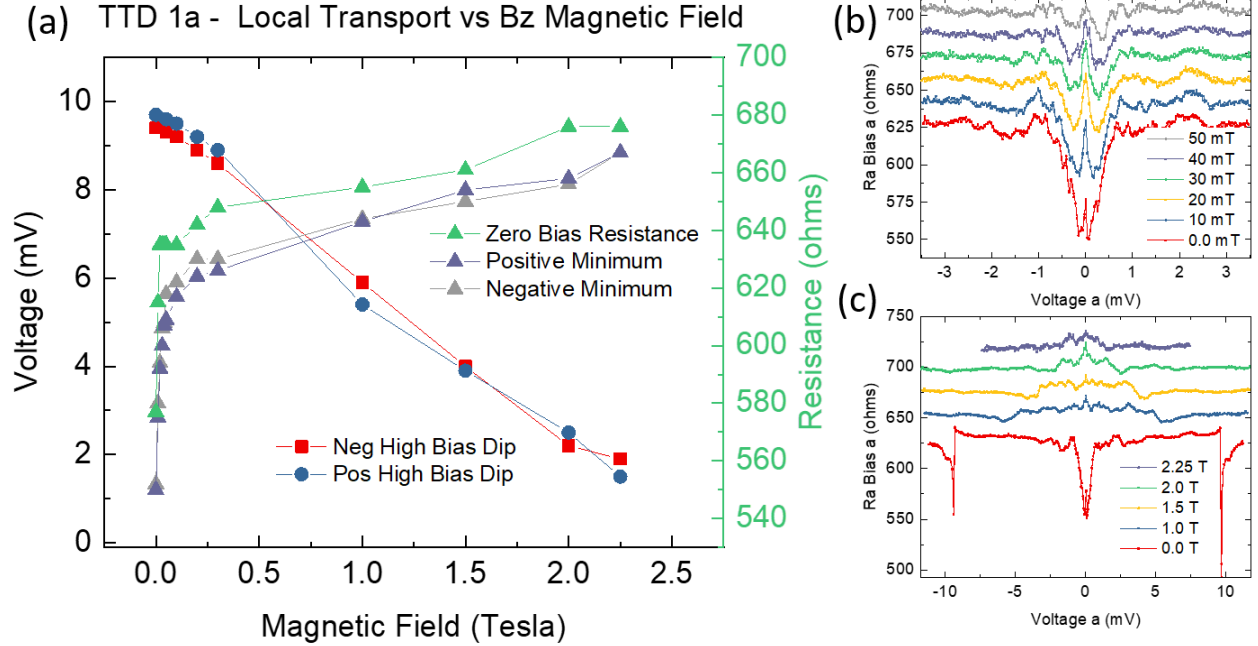 (a)
TTD 1a - Local Transport vs Bz Magnetic Field
Voltage (mV)
10
8
6
4
2
0
Zero Bias Resistance
Positive Minimum
Negative Minimum
Neg High Bias Dip
Pos High Bias Dip
0.0 0.5 1.0 1.5 2.0 2.5
Magnetic Field (Tesla)
700
680
660
640
620
600
580
560
540
Resistance (ohms)
(b)
Ra Bias a (ohms)
700
675
650
625
600
575
550
50 mT
40 mT
30 mT
20 mT
10 mT
0.0 mT
-3 -2 -1 0 1 2 3
Voltage a (mV)
(c)
Ra Bias a (ohms)
750
700
650
600
550
500
2.25 T
2.0 T
1.5 T
1.0 T
0.0 T
-10 -5 0 5 10
Voltage a (mV)